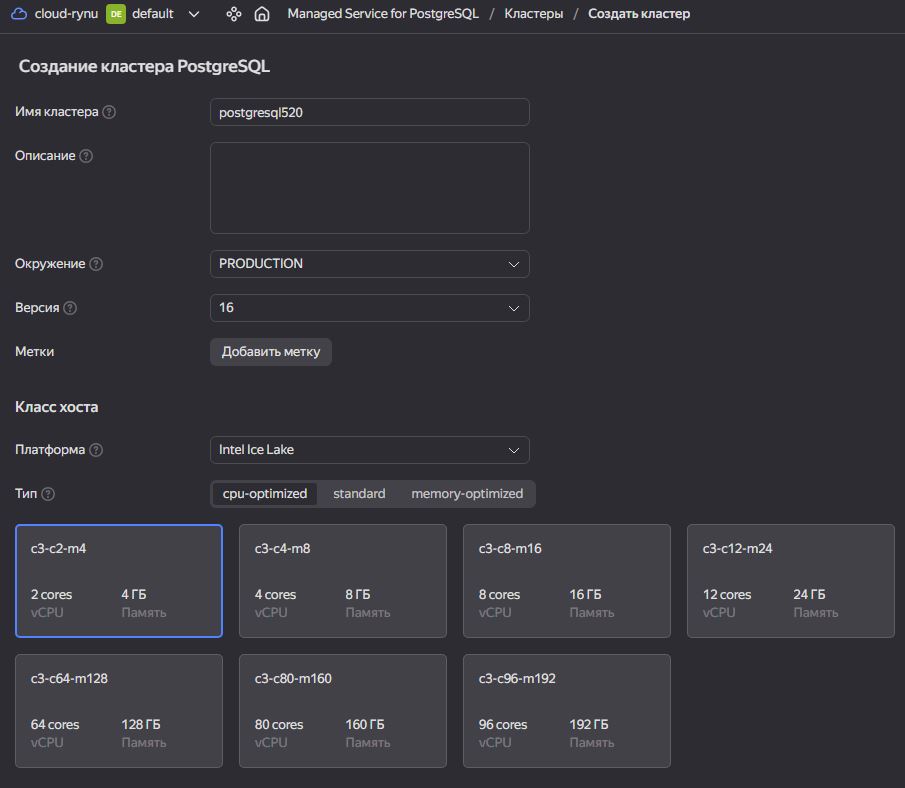 cloud-rynu DE default Managed Service for PostgreSQL / Кластеры / Создать кластер
Создание кластера PostgreSQL
Имя кластера ? postgresql520
Описание ?
Окружение ? PRODUCTION
Версия ? 16
Метки Добавить метку
Класс хоста
Платформа ? Intel Ice Lake
Тип ? cpu-optimized standard memory-optimized
c3-c2-m4 c3-c4-m8 c3-c8-m16 c3-c12-m24
2 cores 4 ГБ 4 cores 8 ГБ 8 cores 16 ГБ 12 cores 24 ГБ
vCPU Память vCPU Память vCPU Память vCPU Память
c3-c64-m128 c3-c80-m160 c3-c96-m192
64 cores 128 ГБ 80 cores 160 ГБ 96 cores 192 ГБ
vCPU Память vCPU Память vCPU Память